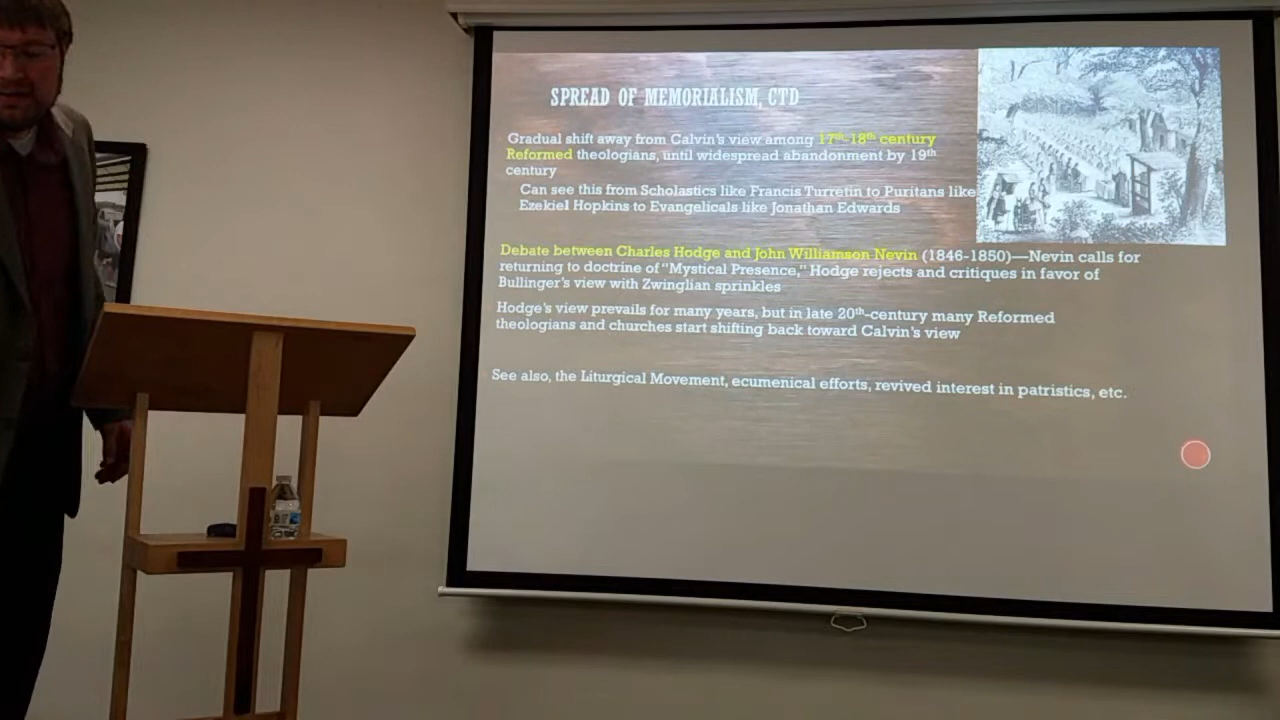 SPREAD OF MEMORIALISM, CTD
Gradual shift away from Calvin's view among 17th-18th century
Reformed theologians, until widespread abandonment by 19th
century
Can see this from Scholastics like Francis Turretin to Puritans like
Ezekiel Hopkins to Evangelicals like Jonathan Edwards
Debate between Charles Hodge and John Williamson Nevin (1846-1850)—Nevin calls for
returning to doctrine of "Mystical Presence," Hodge rejects and critiques in favor of
Bullinger's view with Zwinglian sprinkles
Hodge's view prevails for many years, but in late 20th-century many Reformed
theologians and churches start shifting back toward Calvin's view
See also, the Liturgical Movement, ecumenical efforts, revived interest in patristics, etc.